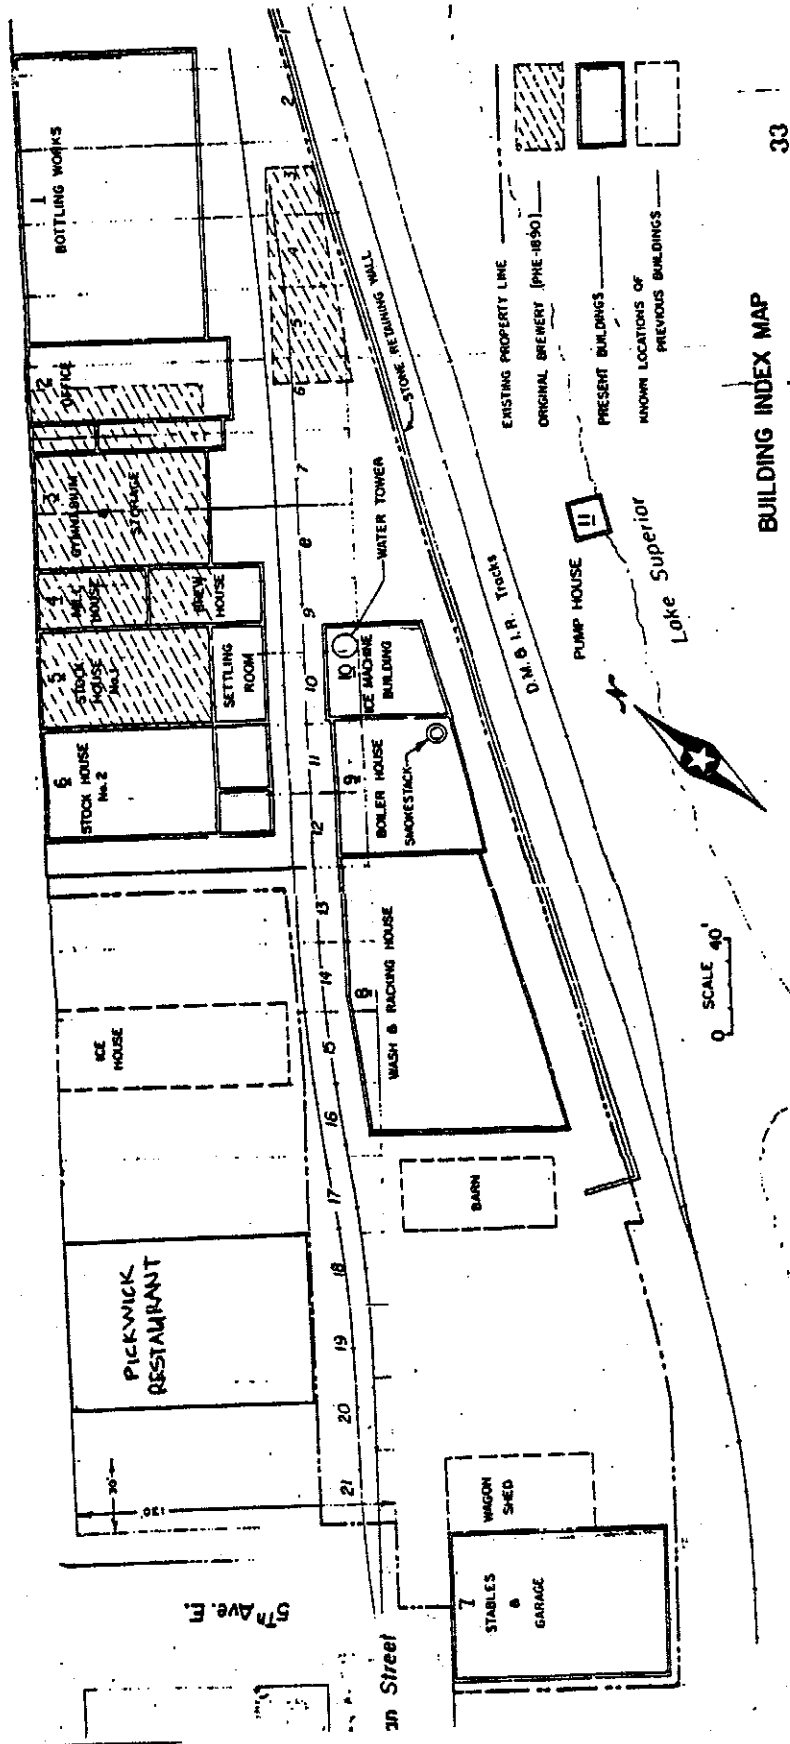 1
BOTTLING WORKS
2
OFFICE
3
GYMNASIUM
&
STORAGE
4
MILL
HOUSE
BREW
HOUSE
5
STOCK
HOUSE
No.1
SETTLING
ROOM
6
STOCK HOUSE
No. 2
ICE
HOUSE
PICKWICK
RESTAURANT
30'
130'
5TH AVE. E.
an Street
1
2
3
4
5
6
7
8
9
10
11
12
13
14
15
16
17
18
19
20
21
STONE RETAINING WALL
WATER TOWER
10
ICE MACHINE
BUILDING
9
BOILER HOUSE
SMOKESTACK
8
WASH & RACKING HOUSE
BARN
WAGON
SHED
7
STABLES
&
GARAGE
D.M. & I.R. Tracks
PUMP HOUSE
11
Lake Superior
N
0 SCALE 40'
EXISTING PROPERTY LINE
ORIGINAL BREWERY (PRE-1890)
PRESENT BUILDINGS
KNOWN LOCATIONS OF
PREVIOUS BUILDINGS
BUILDING INDEX MAP
33